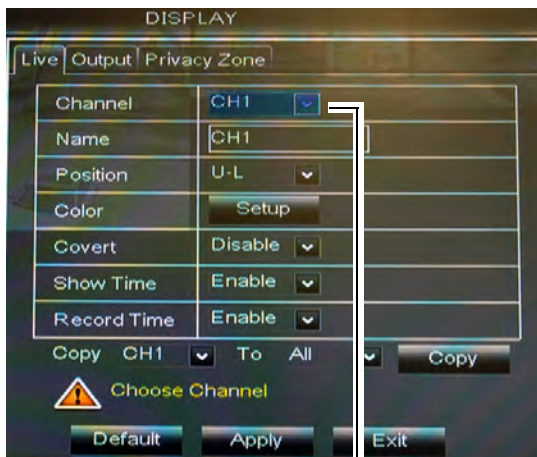 DISPLAY
Live Output Privacy Zone
Channel CH1
Name CH1
Position U-L
Color Setup
Covert Disable
Show Time Enable
Record Time Enable
Copy CH1 To All Copy
Choose Channel
Default Apply Exit